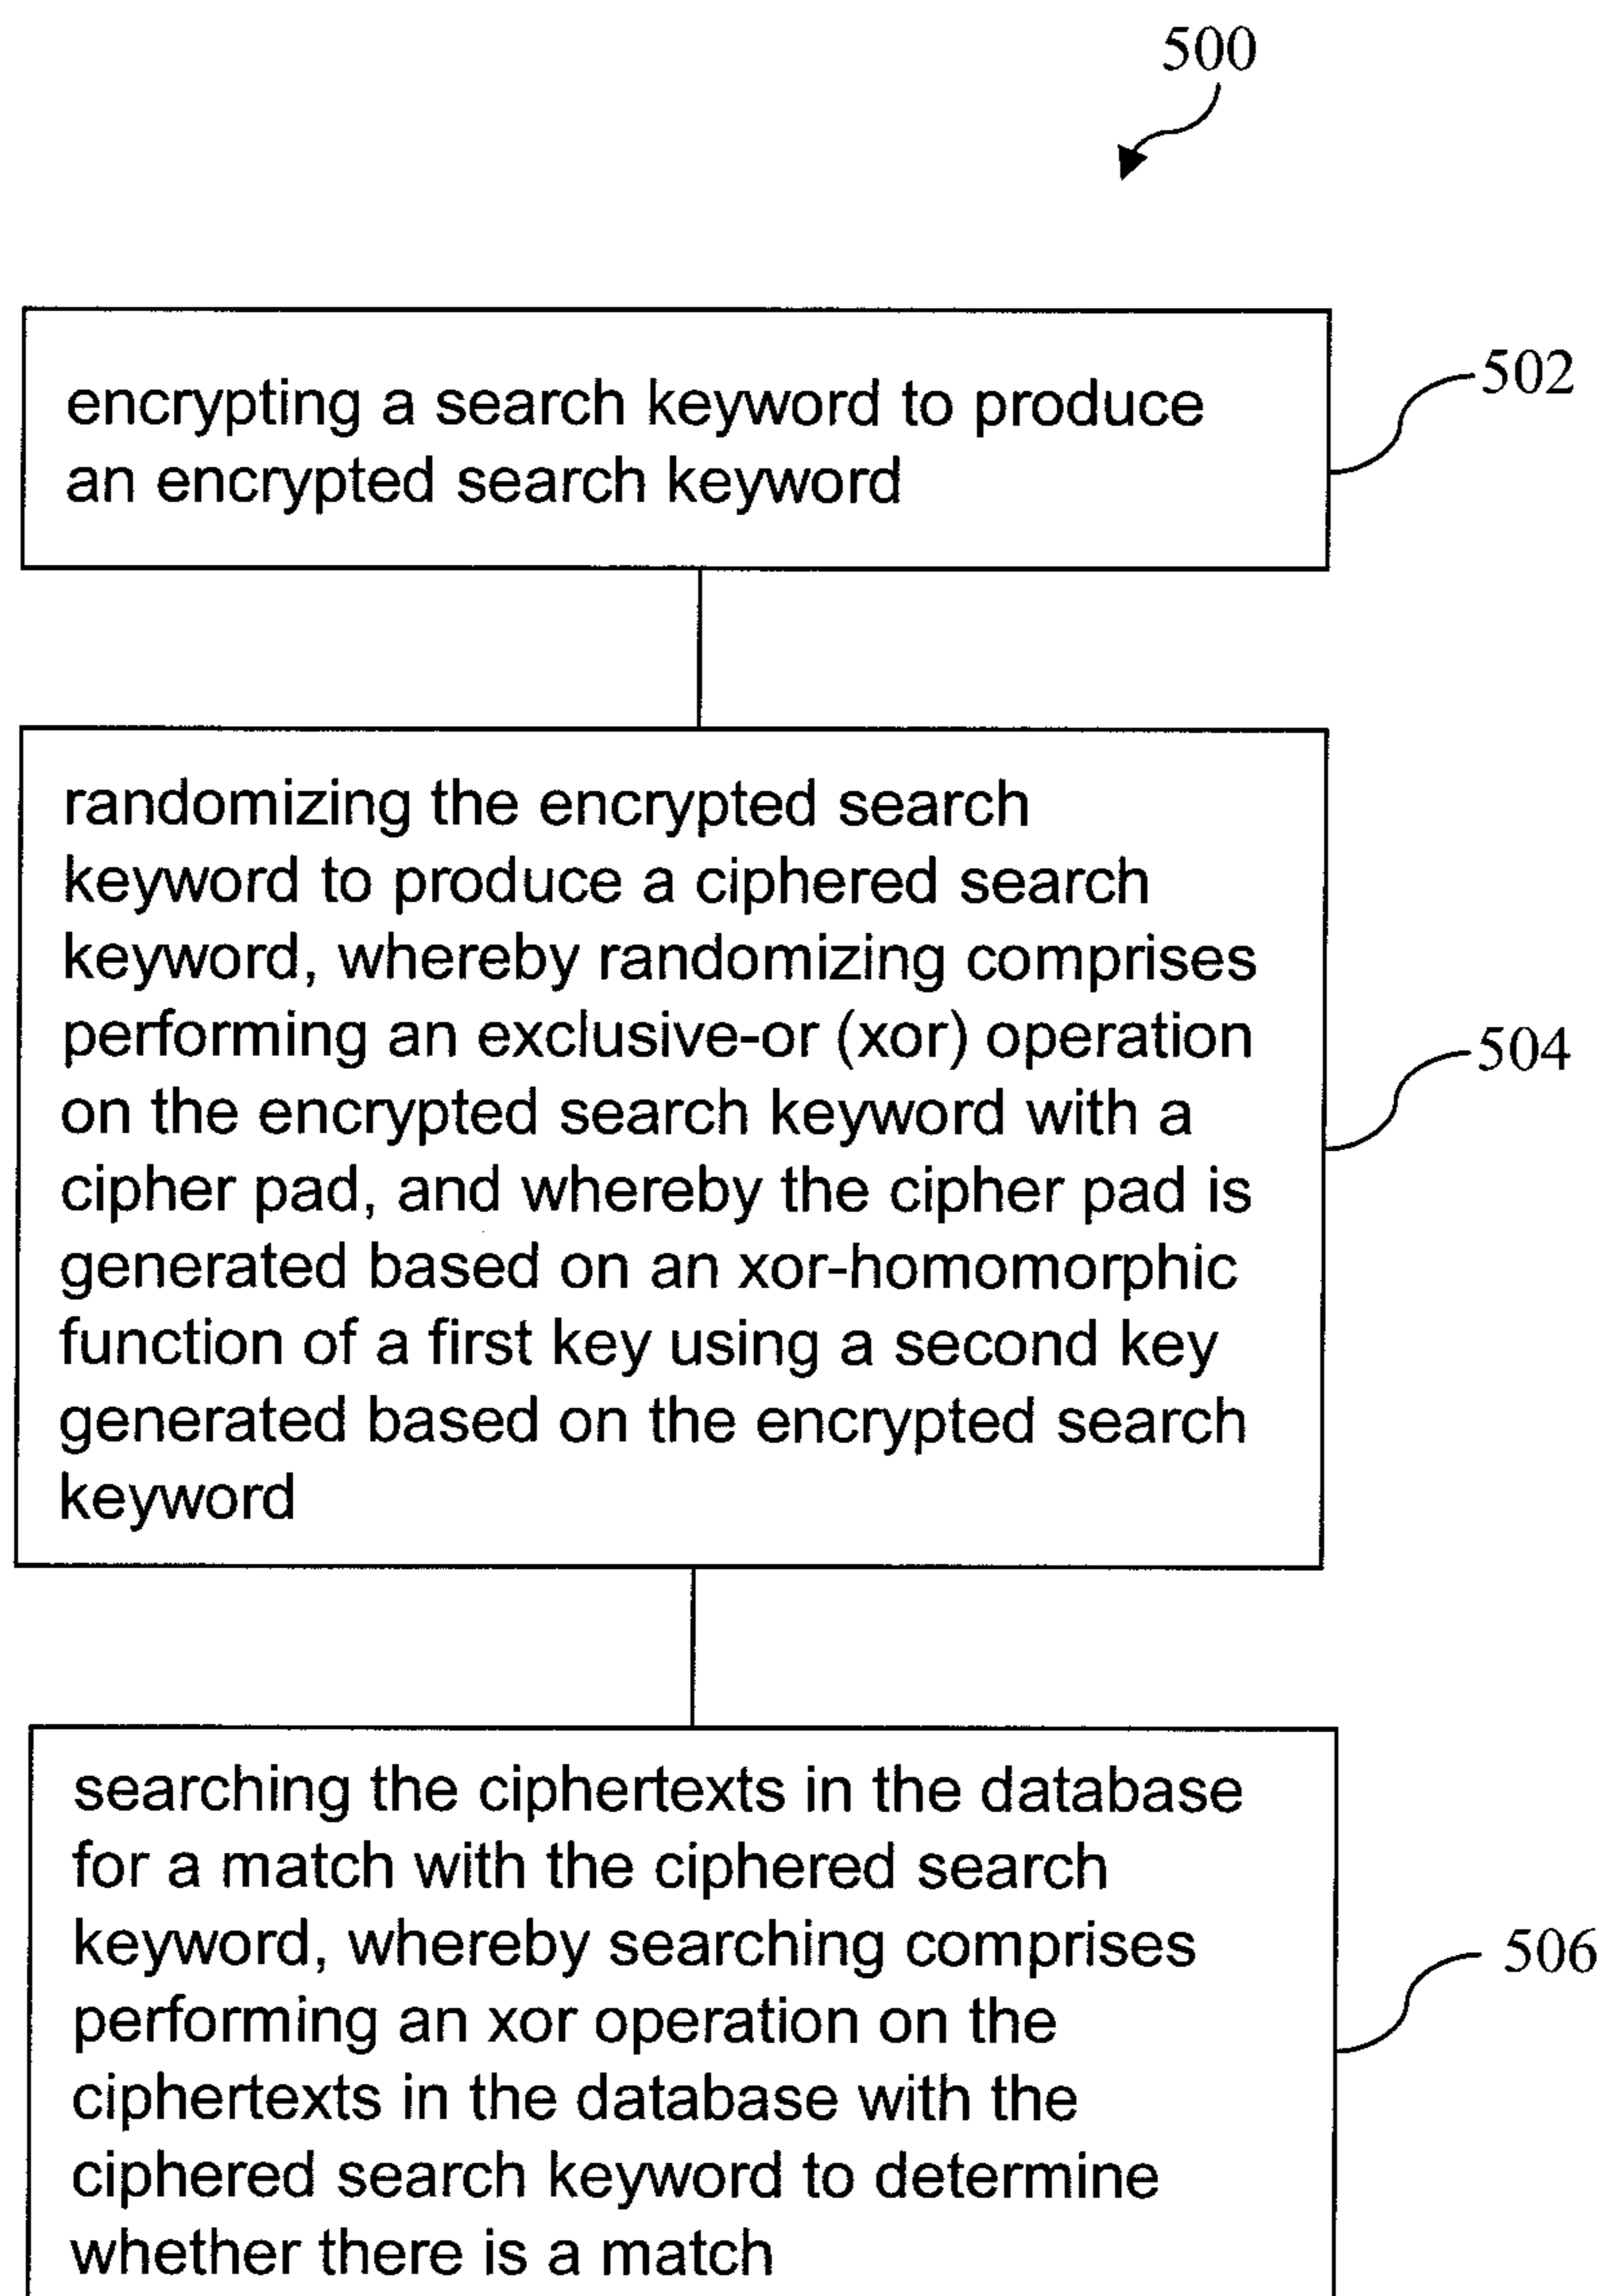 500
encrypting a search keyword to produce
an encrypted search keyword
502
randomizing the encrypted search
keyword to produce a ciphered search
keyword, whereby randomizing comprises
performing an exclusive-or (xor) operation
on the encrypted search keyword with a
cipher pad, and whereby the cipher pad is
generated based on an xor-homomorphic
function of a first key using a second key
generated based on the encrypted search
keyword
504
searching the ciphertexts in the database
for a match with the ciphered search
keyword, whereby searching comprises
performing an xor operation on the
ciphertexts in the database with the
ciphered search keyword to determine
whether there is a match
506